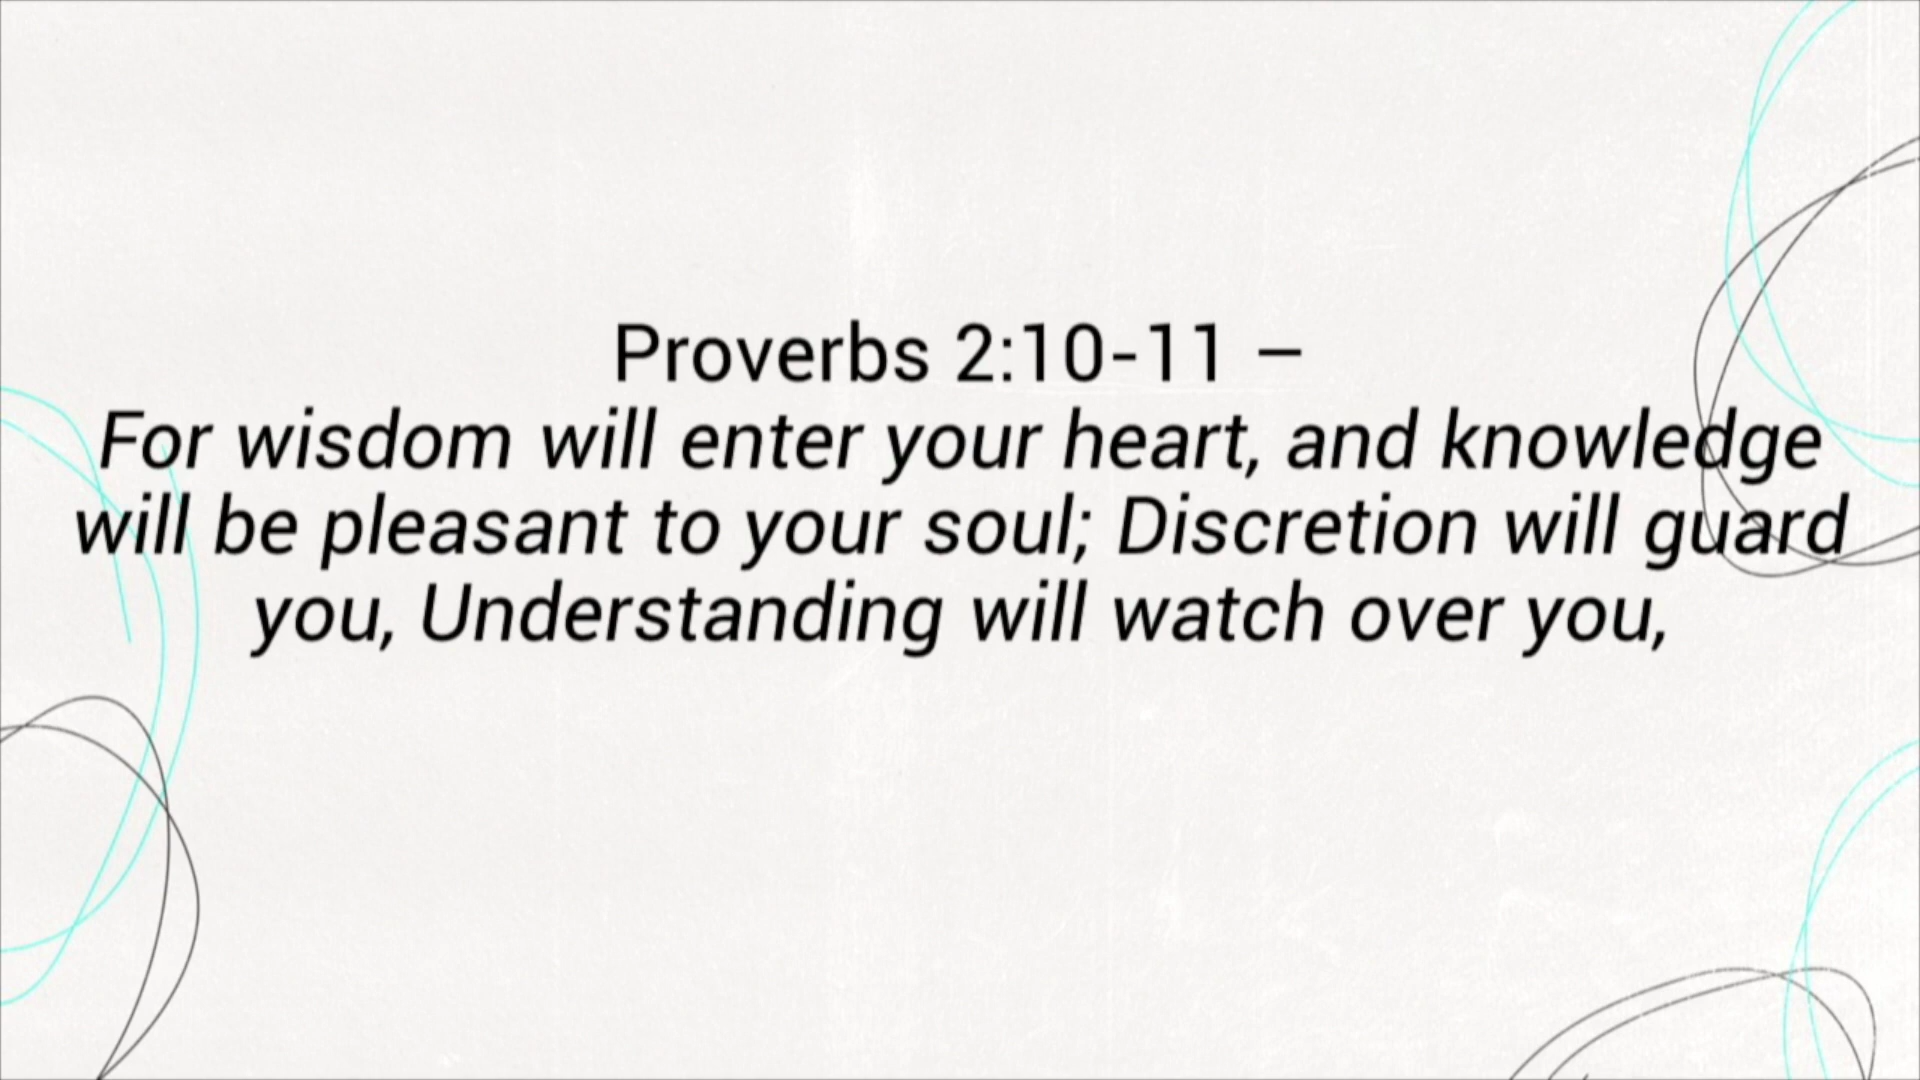 Proverbs 2:10-11 –
For wisdom will enter your heart, and knowledge
will be pleasant to your soul; Discretion will guard
you, Understanding will watch over you,